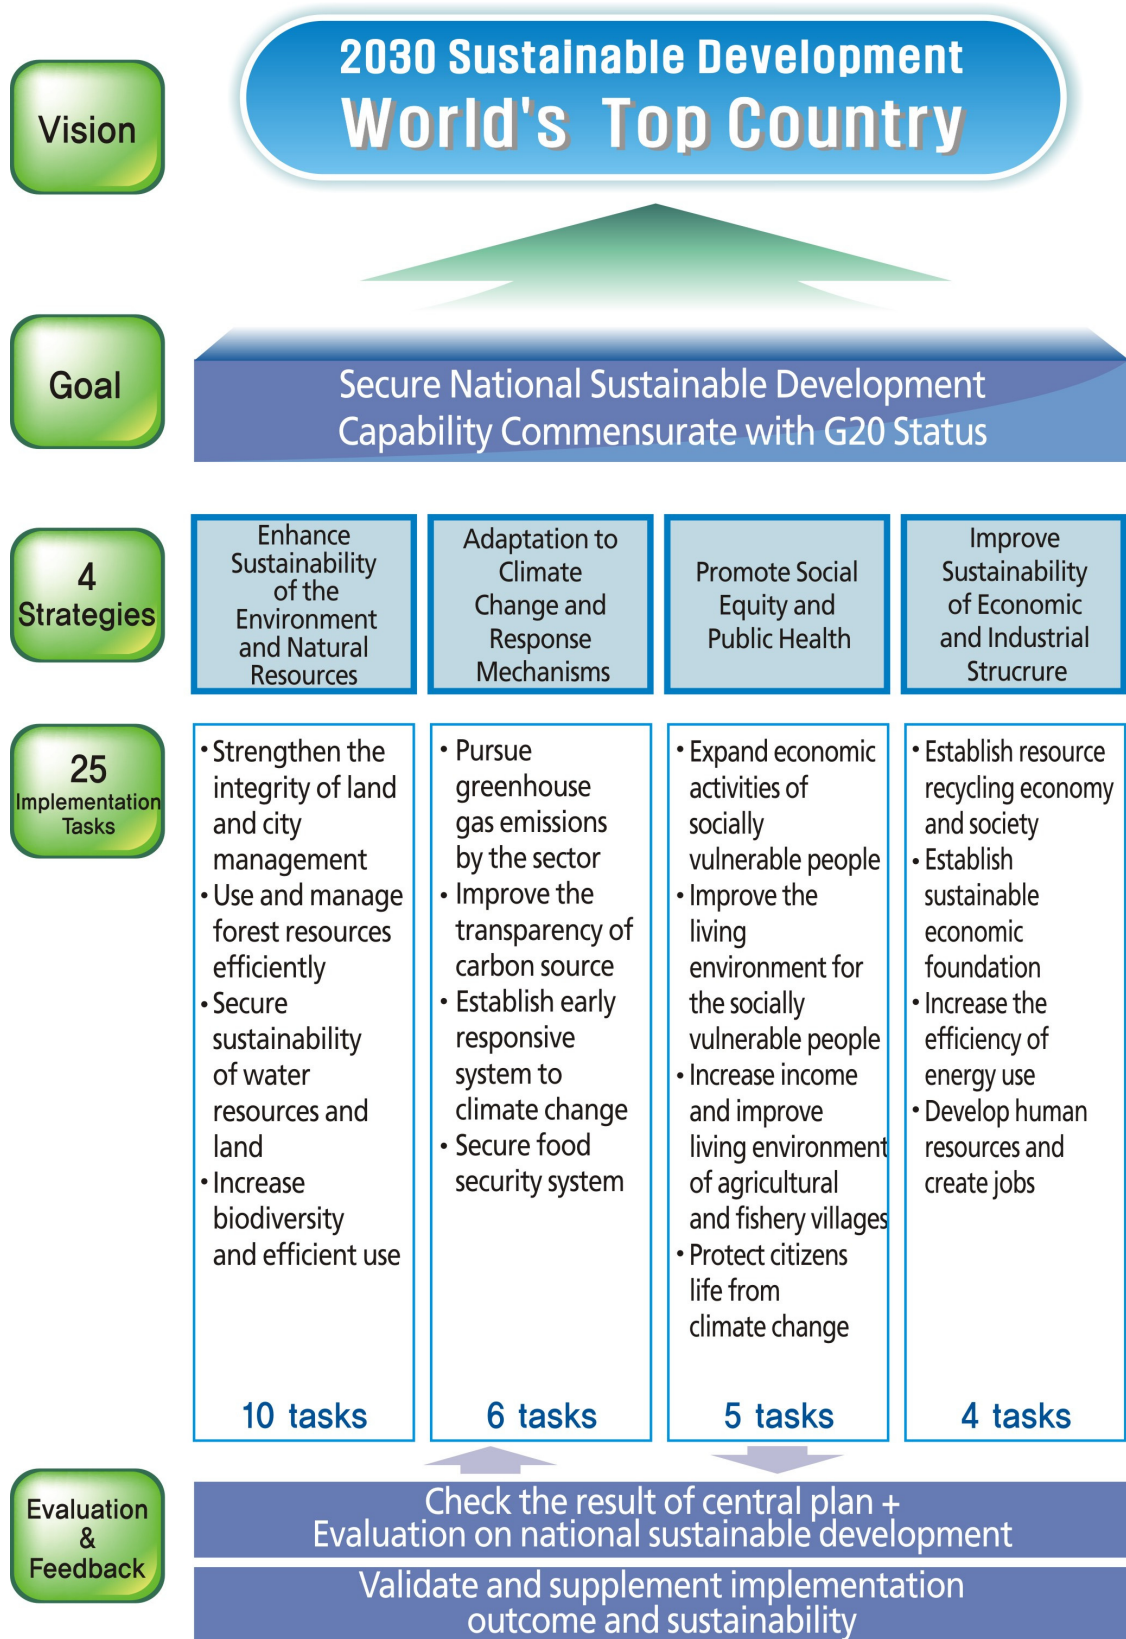 Vision
2030 Sustainable Development
World's Top Country
Goal
Secure National Sustainable Development
Capability Commensurate with G20 Status
4
Strategies
Enhance
Sustainability
of the
Environment
and Natural
Resources
Adaptation to
Climate
Change and
Response
Mechanisms
Promote Social
Equity and
Public Health
Improve
Sustainability
of Economic
and Industrial
Strucrure
25
Implementation
Tasks
• Strengthen the
integrity of land
and city
management
• Use and manage
forest resources
efficiently
• Secure
sustainability
of water
resources and
land
• Increase
biodiversity
and efficient use
10 tasks
• Pursue
greenhouse
gas emissions
by the sector
• Improve the
transparency of
carbon source
• Establish early
responsive
system to
climate change
• Secure food
security system
6 tasks
• Expand economic
activities of
socially
vulnerable people
• Improve the
living
environment for
the socially
vulnerable people
• Increase income
and improve
living environment
of agricultural
and fishery villages
• Protect citizens
life from
climate change
5 tasks
• Establish resource
recycling economy
and society
• Establish
sustainable
economic
foundation
• Increase the
efficiency of
energy use
• Develop human
resources and
create jobs
4 tasks
Evaluation
&
Feedback
Check the result of central plan +
Evaluation on national sustainable development
Validate and supplement implementation
outcome and sustainability